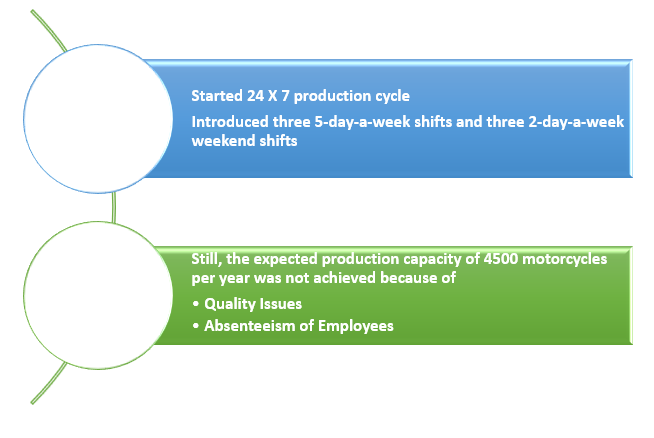 Started 24 X 7 production cycle
Introduced three 5-day-a-week shifts and three 2-day-a-week
weekend shifts
Still, the expected production capacity of 4500 motorcycles
per year was not achieved because of
• Quality Issues
• Absenteeism of Employees